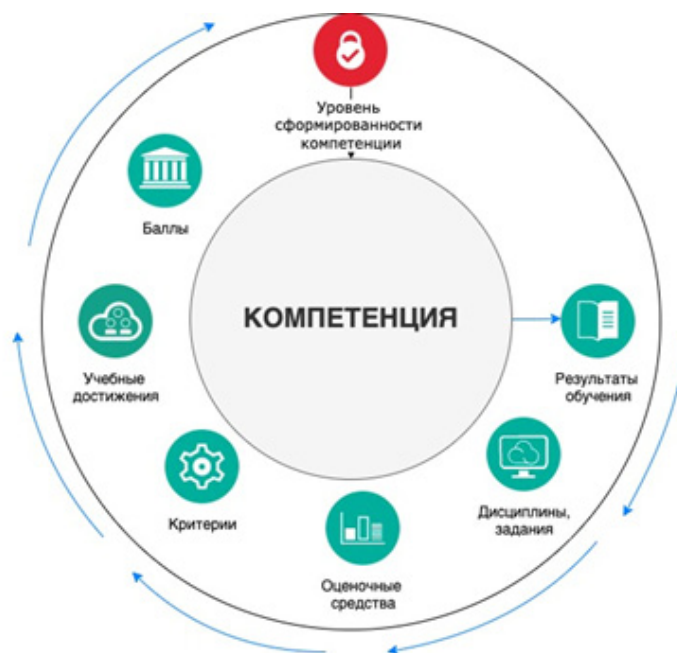 Уровень
сформированности
компетенции
Баллы
КОМПЕТЕНЦИЯ
Учебные
достижения
Результаты
обучения
Критерии
Дисциплины,
задания
Оценочные
средства